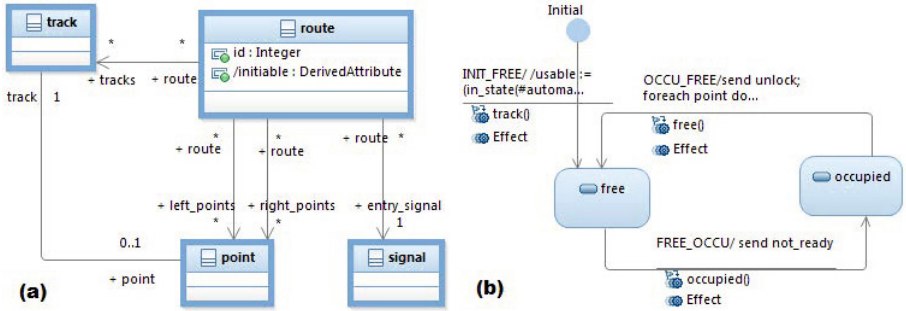 track
route
id : Integer
/initiable : DerivedAttribute
*
*
+ tracks
+ route
track
1
*
+ route
*
+ route
*
+ route
+ left_points
*
+ right_points
*
+ entry_signal
1
0..1
+ point
point
signal
(a)
Initial
INIT_FREE/ /usable :=
(in_state(#automa...
track()
Effect
OCCU_FREE/send unlock;
foreach point do...
free()
Effect
free
occupied
FREE_OCCU/ send not_ready
occupied()
Effect
(b)